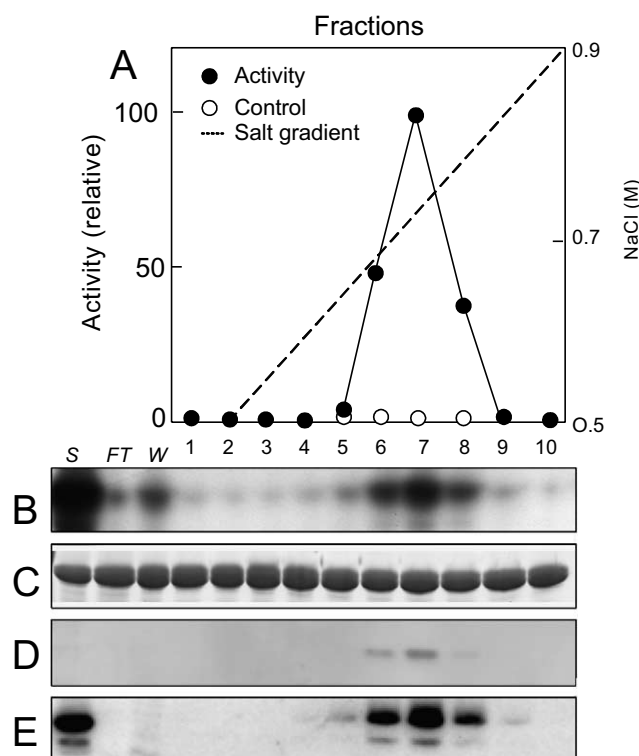 Fractions
A
Activity
Control
Salt gradient
Activity (relative)
100
50
0
NaCl (M)
0.9
0.7
O.5
S FT W 1 2 3 4 5 6 7 8 9 10
B
C
D
E